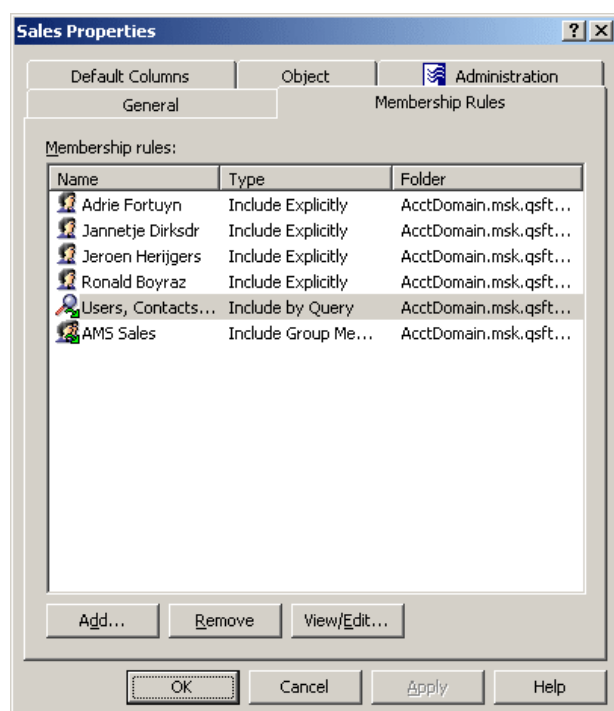 Sales Properties
Default Columns Object Administration
General Membership Rules
Membership rules:
Name Type Folder
Adrie Fortuyn Include Explicitly AcctDomain.msk.qsft...
Jannetje Dirksdr Include Explicitly AcctDomain.msk.qsft...
Jeroen Herijgers Include Explicitly AcctDomain.msk.qsft...
Ronald Boyraz Include Explicitly AcctDomain.msk.qsft...
Users, Contacts... Include by Query AcctDomain.msk.qsft...
AMS Sales Include Group Me... AcctDomain.msk.qsft...
Add... Remove View/Edit...
OK Cancel Apply Help